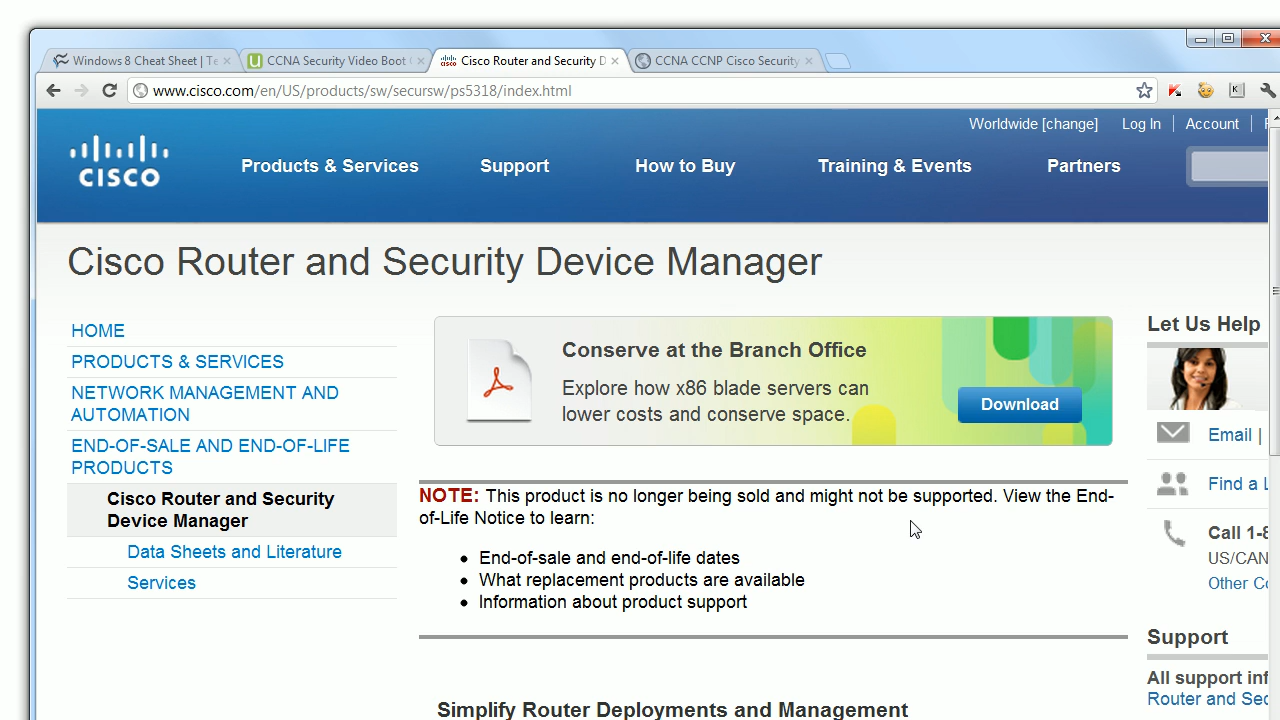 Windows 8 Cheat Sheet | Te
CCNA Security Video Boot
Cisco Router and Security D
CCNA CCNP Cisco Security
www.cisco.com/en/US/products/sw/secursw/ps5318/index.html
Worldwide [change] Log In Account
CISCO
Products & Services Support How to Buy Training & Events Partners
Cisco Router and Security Device Manager
HOME
PRODUCTS & SERVICES
NETWORK MANAGEMENT AND
AUTOMATION
END-OF-SALE AND END-OF-LIFE
PRODUCTS
Cisco Router and Security
Device Manager
Data Sheets and Literature
Services
Conserve at the Branch Office
Explore how x86 blade servers can
lower costs and conserve space.
Download
NOTE: This product is no longer being sold and might not be supported. View the End-
of-Life Notice to learn:
• End-of-sale and end-of-life dates
• What replacement products are available
• Information about product support
Simplify Router Deployments and Management
Let Us Help
Email |
Find a
Call 1-8
US/CAN
Other Co
Support
All support inf
Router and Sec